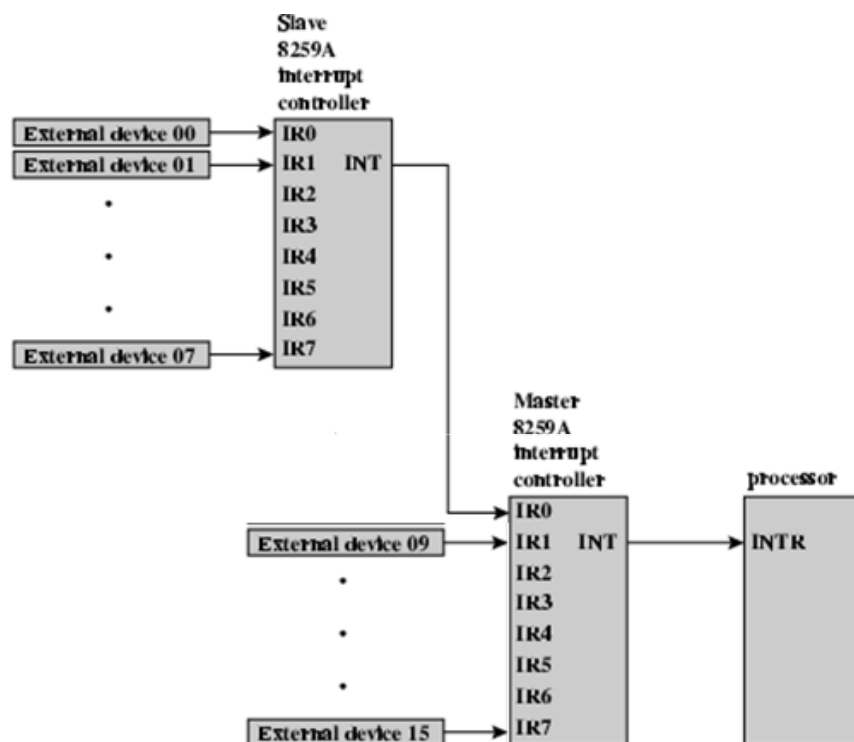 Slave
8259A
interrupt
controller
External device 00
IR0
External device 01
IR1 INT
IR2
IR3
IR4
IR5
IR6
External device 07
IR7
Master
8259A
interrupt
controller
processor
IR0
External device 09
IR1 INT
INTR
IR2
IR3
IR4
IR5
IR6
External device 15
IR7